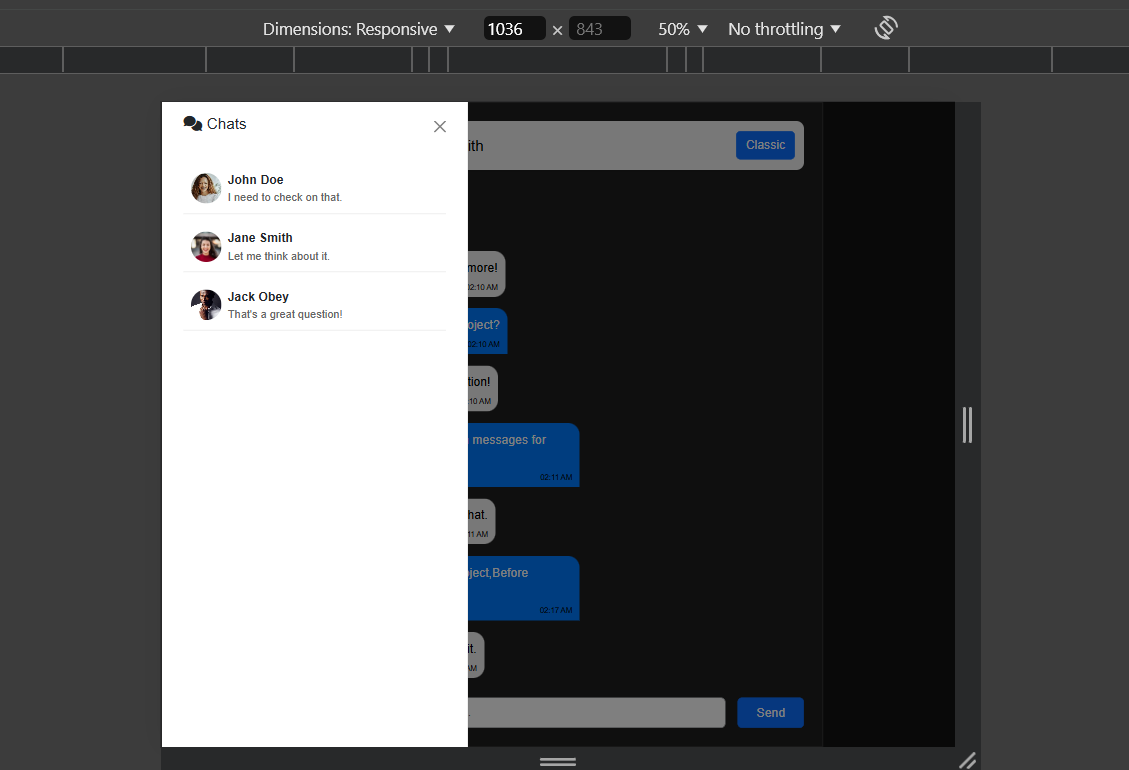 Dimensions: Responsive 1036 × 843 50% No throttling
Chats
John Doe
I need to check on that.
Jane Smith
Let me think about it.
Jack Obey
That's a great question!
ith
Classic
more!
02:10 AM
oject?
02:10 AM
tion!
:10 AM
messages for
02:11 AM
hat.
11 AM
ject,Before
02:17 AM
it.
AM
Send